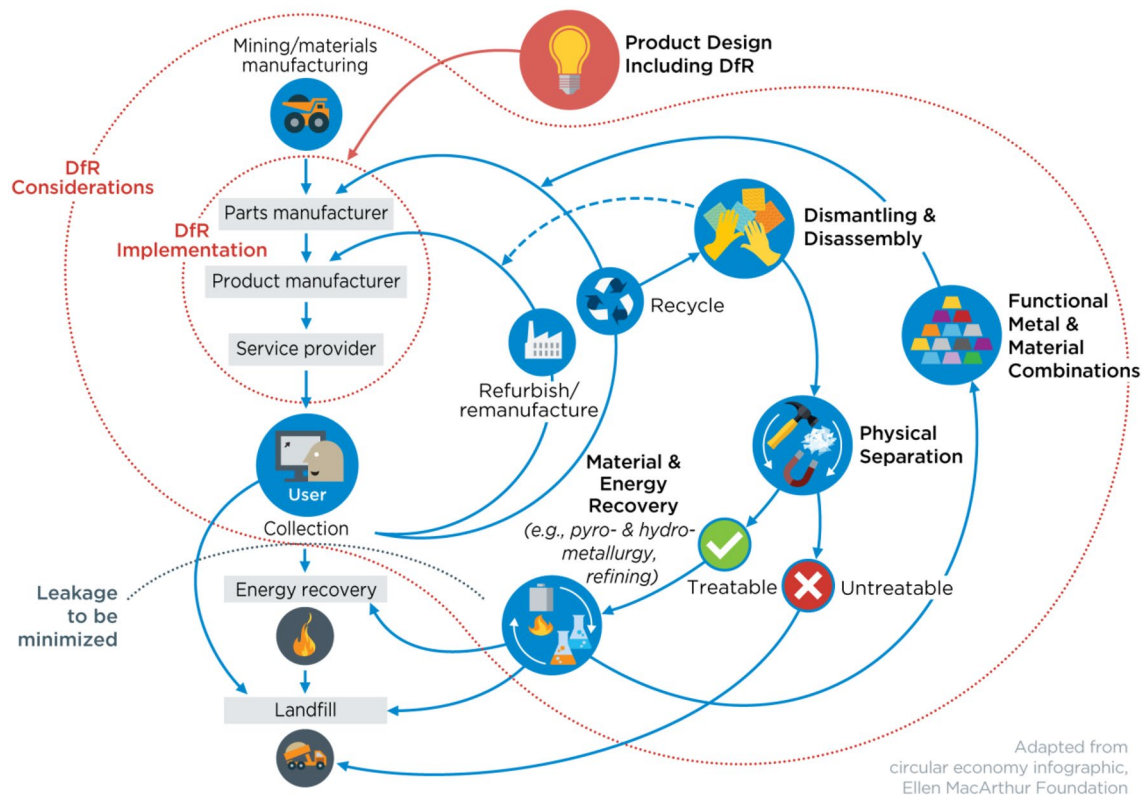 Mining/materials
manufacturing
Product Design
Including DfR
DfR
Considerations
DfR
Implementation
Parts manufacturer
Product manufacturer
Service provider
Dismantling &
Disassembly
Recycle
Refurbish/
remanufacture
Functional
Metal &
Material
Combinations
User
Collection
Physical
Separation
Material &
Energy
Recovery
(e.g., pyro- & hydro-
metallurgy,
refining)
Treatable
Untreatable
Leakage
to be
minimized
Energy recovery
Landfill
Adapted from
circular economy infographic,
Ellen MacArthur Foundation